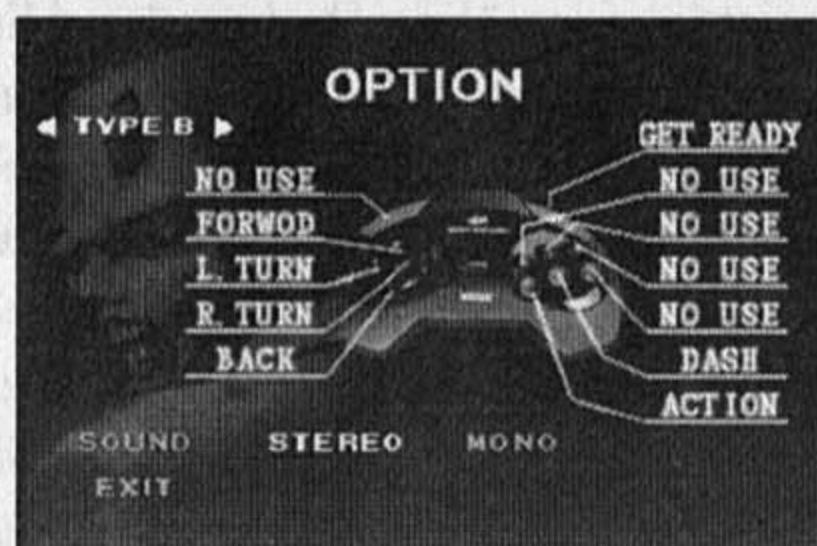 OPTION
◀ TYPE B ▶
GET READY
NO USE
FORWOD
L. TURN
R. TURN
BACK
NO USE
NO USE
NO USE
NO USE
DASH
ACTION
SOUND STEREO MONO
EXIT